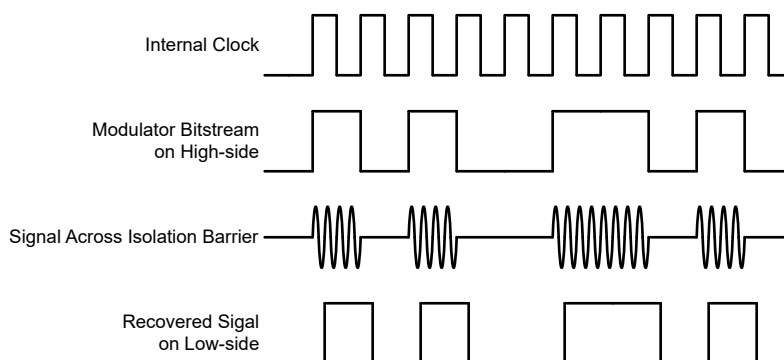 Internal Clock
Modulator Bitstream
on High-side
Signal Across Isolation Barrier
Recovered Sigal
on Low-side